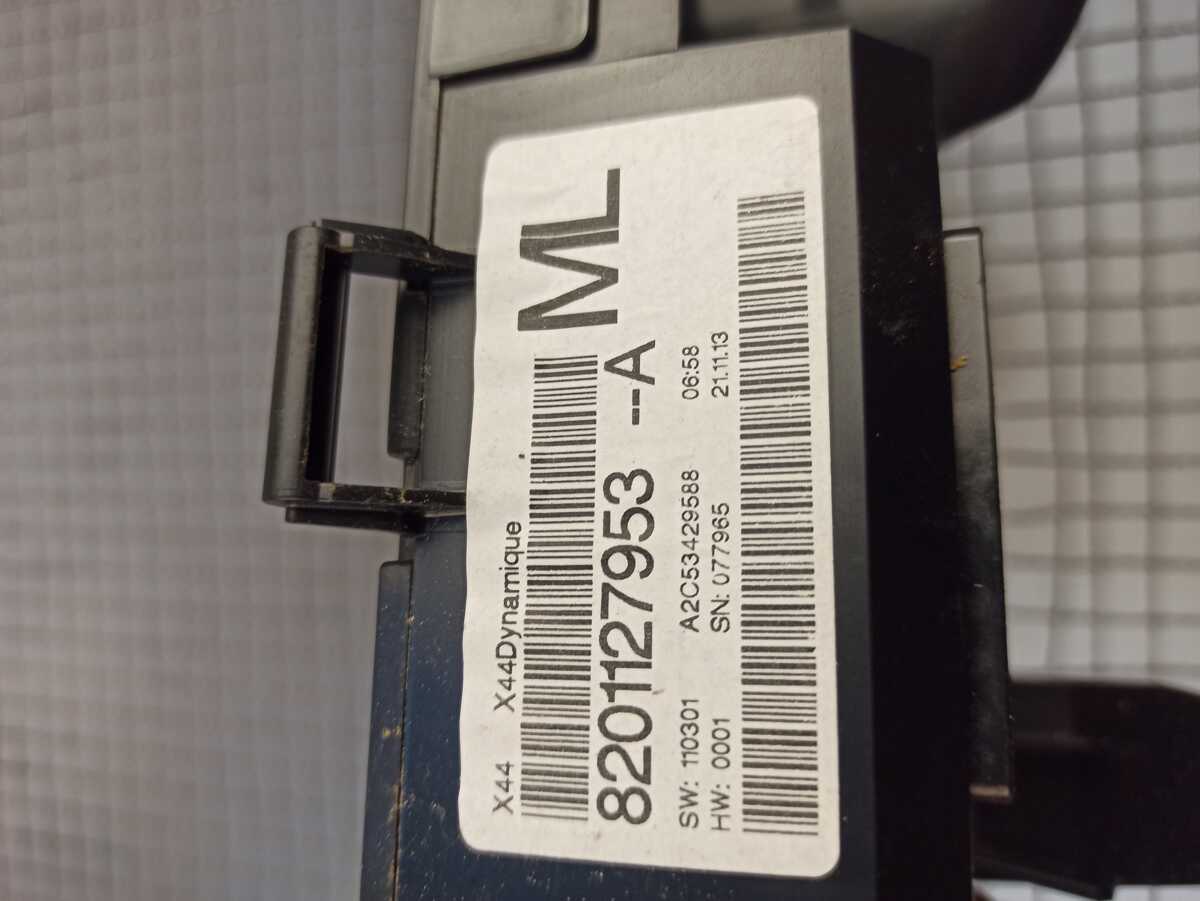 X44 X44Dynamique
ML
8201127953 --A
SW: 110301 A2C53429588 06:58
HW: 0001 SN: 077965 21.11.13